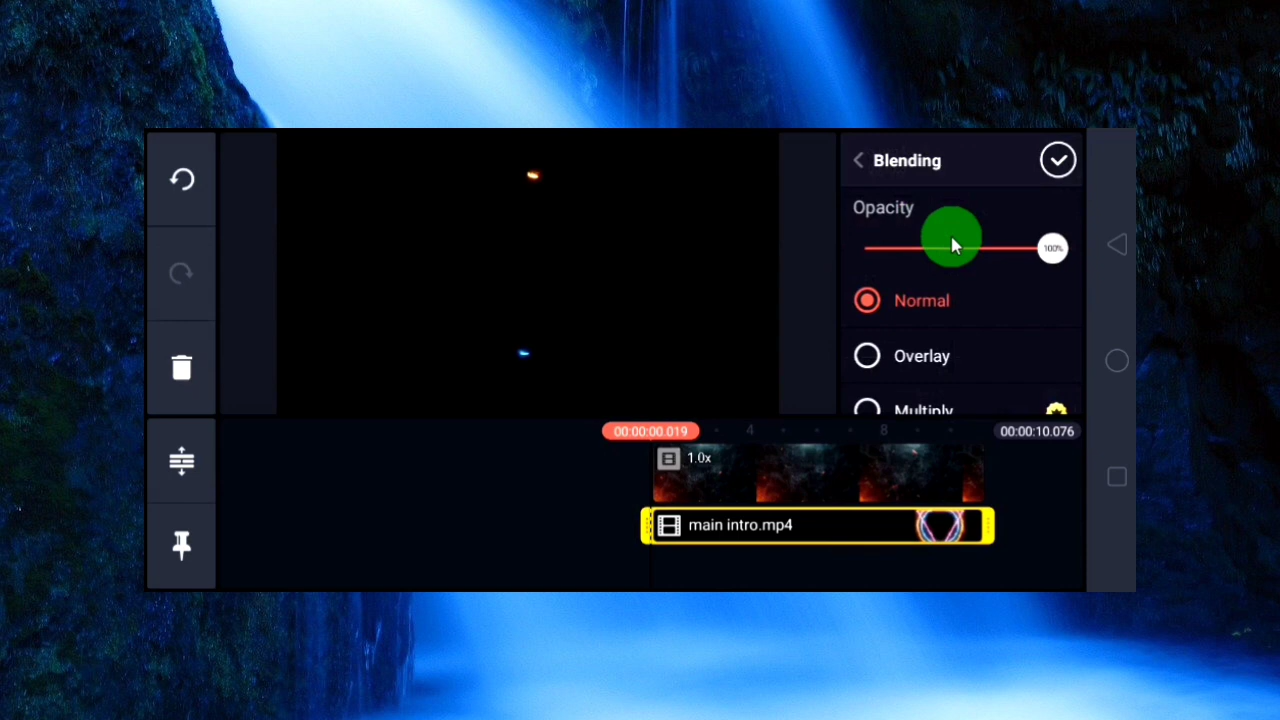 Blending
Opacity
100%
Normal
Overlay
Multiply
00:00:00.019
4
8
00:00:10.076
1.0x
main intro.mp4